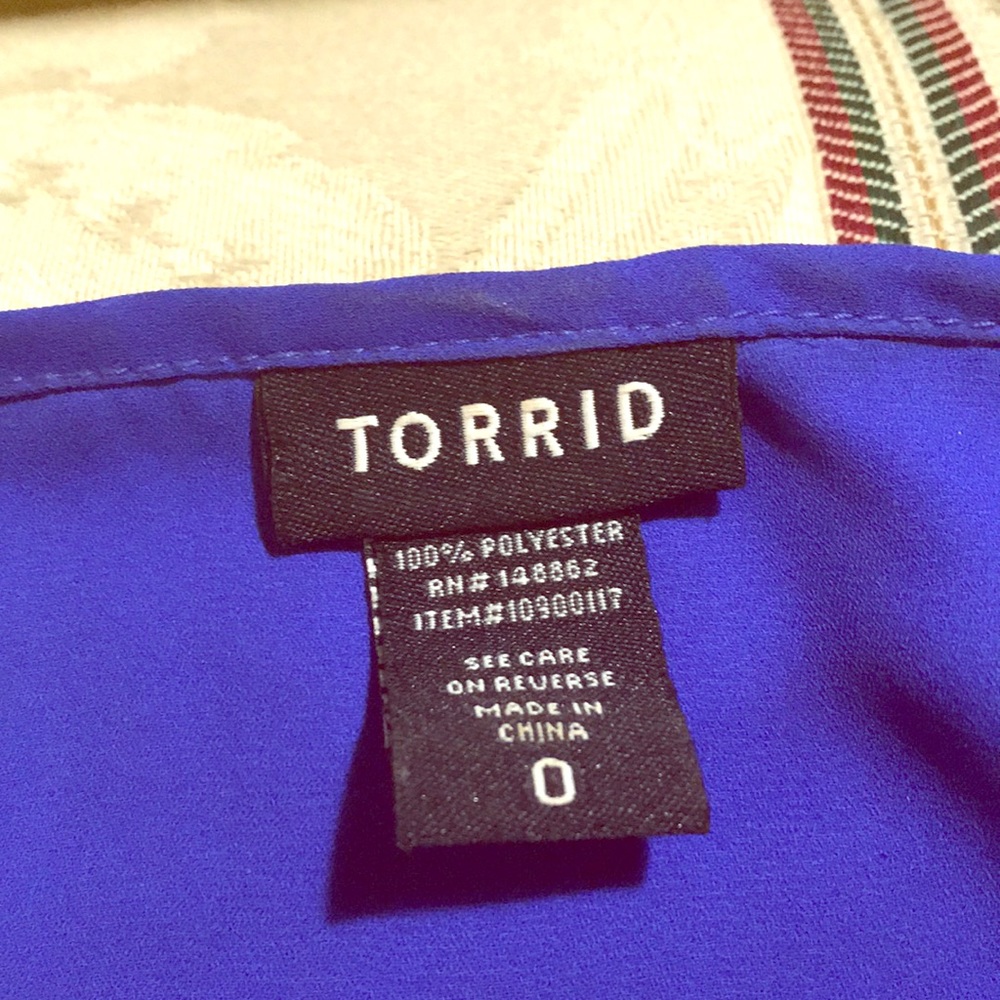 TORRID
100% POLYESTER
RN# 148862
ITEM#10900117
SEE CARE
ON REVERSE
MADE IN
CHINA
0